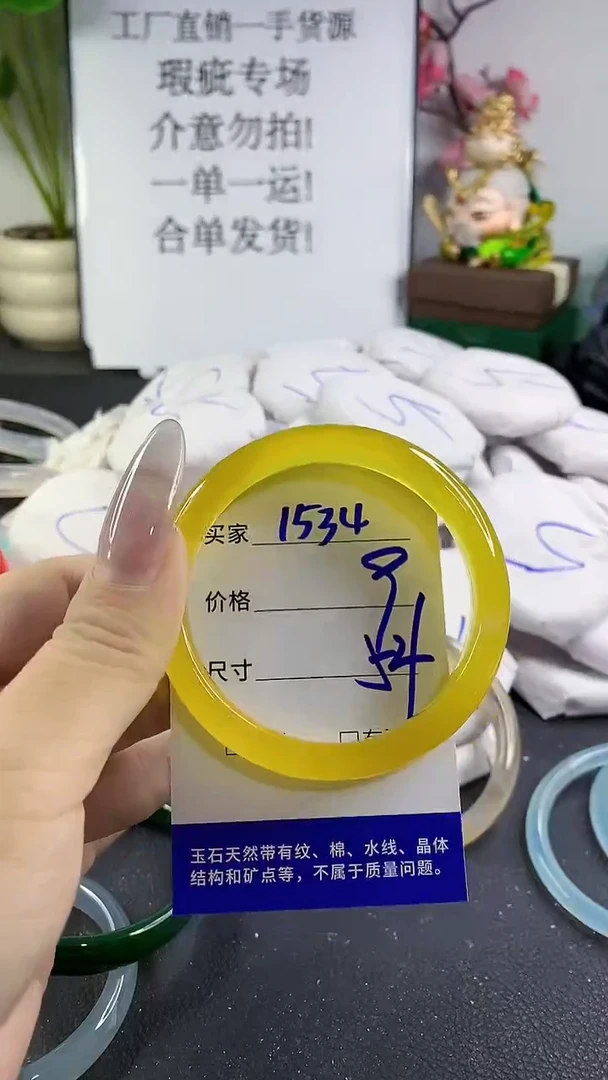 工厂直销一手货源
瑕疵专场
介意勿拍!
一单一运!
合单发货!
买家 1534
价格
尺寸 54
玉石天然带有纹、棉、水线、晶体
结构和矿点等，不属于质量问题。